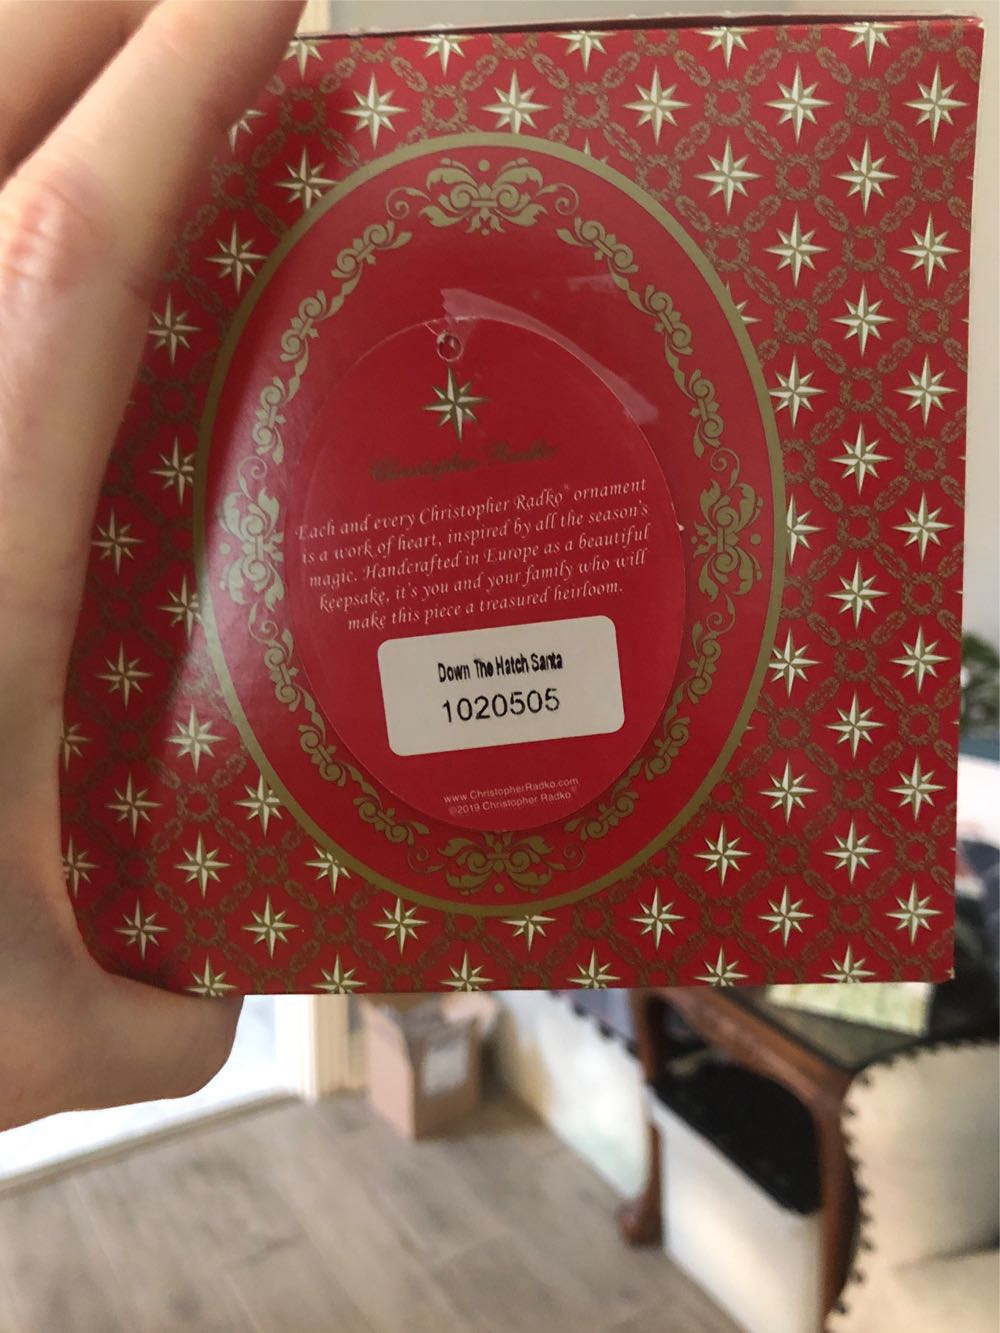 Christopher Radko
Each and every Christopher Radko® ornament
is a work of heart, inspired by all the season's
magic. Handcrafted in Europe as a beautiful
keepsake, it's you and your family who will
make this piece a treasured heirloom.
Down The Hatch Santa
1020505
www.ChristopherRadko.com
©2019 Christopher Radko®